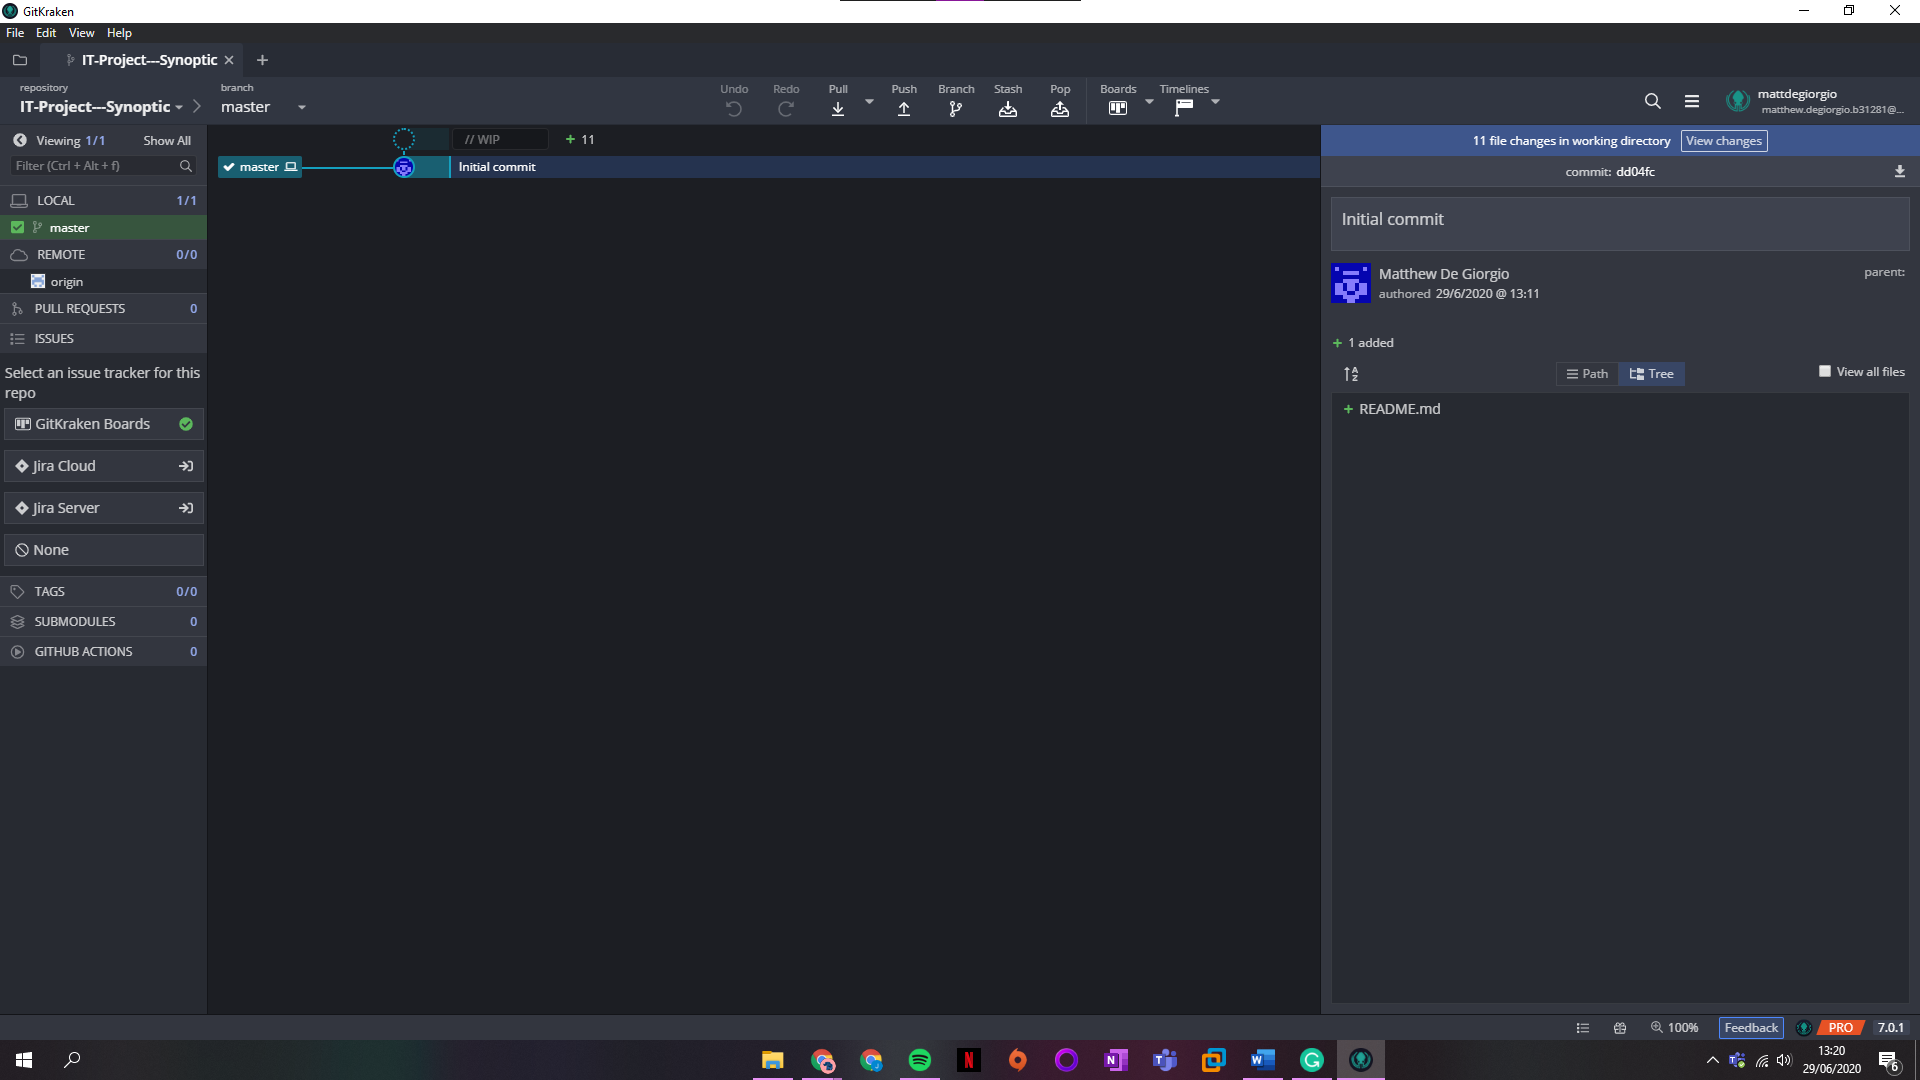 GitKraken
File Edit View Help
IT-Project---Synoptic
repository
IT-Project---Synoptic
branch
master
Undo Redo Pull Push Branch Stash Pop Boards Timelines
mattdegiorgio
matthew.degiorgio.b31281@...
Viewing 1/1 Show All
Filter (Ctrl + Alt + f)
LOCAL 1/1
master
REMOTE 0/0
origin
PULL REQUESTS 0
ISSUES
Select an issue tracker for this
repo
GitKraken Boards
Jira Cloud
Jira Server
None
TAGS 0/0
SUBMODULES 0
GITHUB ACTIONS 0
// WIP + 11
master Initial commit
11 file changes in working directory View changes
commit: dd04fc
Initial commit
Matthew De Giorgio
authored 29/6/2020 @ 13:11
parent:
+ 1 added
Path Tree View all files
+ README.md
100% Feedback PRO 7.0.1
13:20
29/06/2020
6